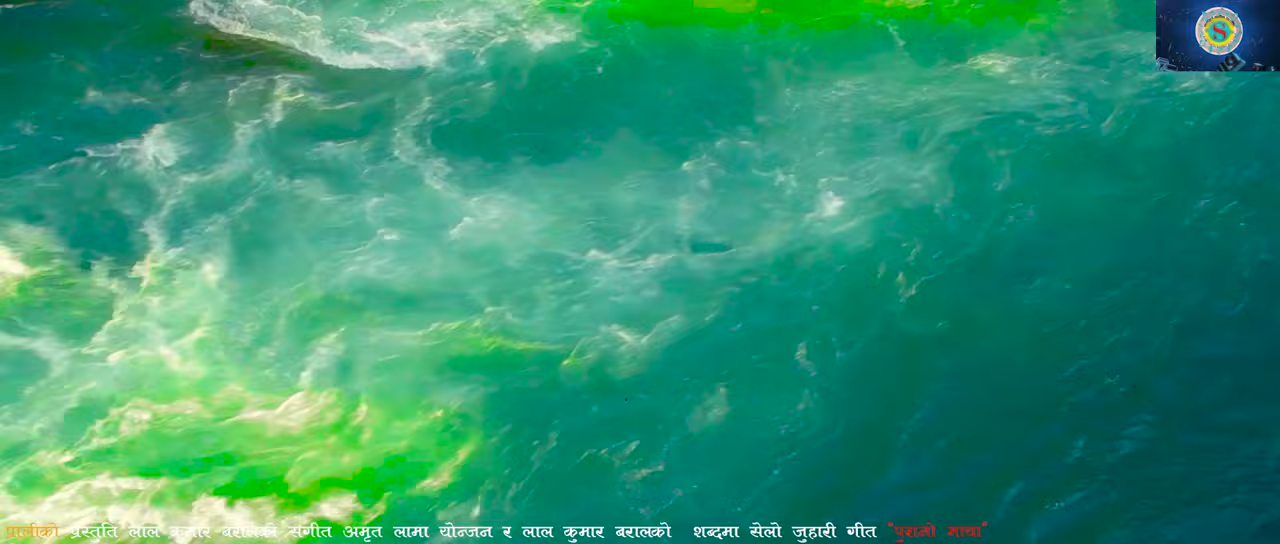 प्रस्तुति लाल कुमार बरालको संगीत अमृत लामा योन्जन र लाल कुमार बरालको शब्दमा सेलो जुहारी गीत "पुरानो माया"